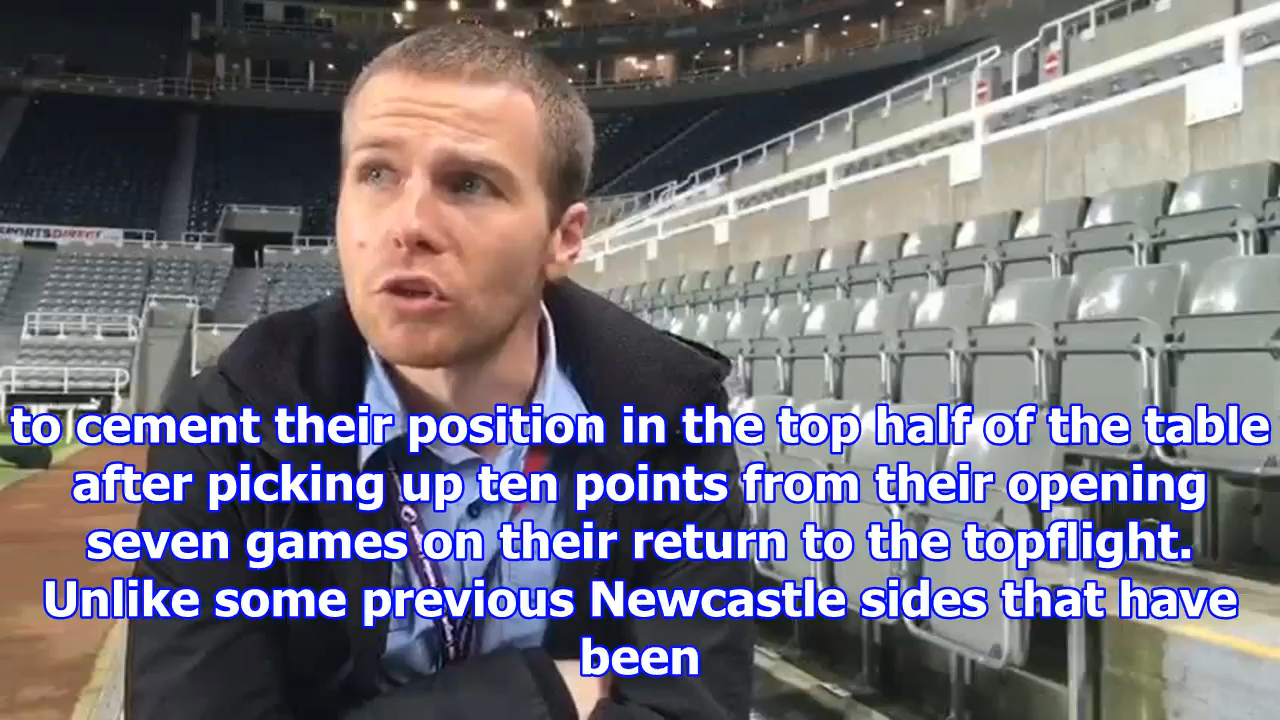 SPORTSDIRECT
to cement their position in the top half of the table
after picking up ten points from their opening
seven games on their return to the topflight.
Unlike some previous Newcastle sides that have
been